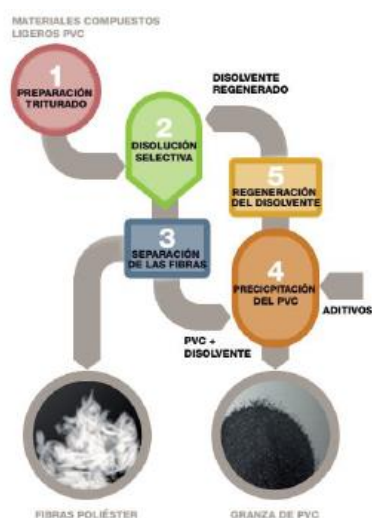 MATERIALES COMPUESTOS
LIGEROS PVC
1
PREPARACIÓN
TRITURADO
2
DISOLUCIÓN
SELECTIVA
DISOLVENTE
REGENERADO
5
REGENERACIÓN
DEL DISOLVENTE
3
SEPARACIÓN
DE LAS FIBRAS
4
PRECICPITACIÓN
DEL PVC
ADITIVOS
PVC +
DISOLVENTE
FIBRAS POLIÉSTER
GRANZA DE PVC